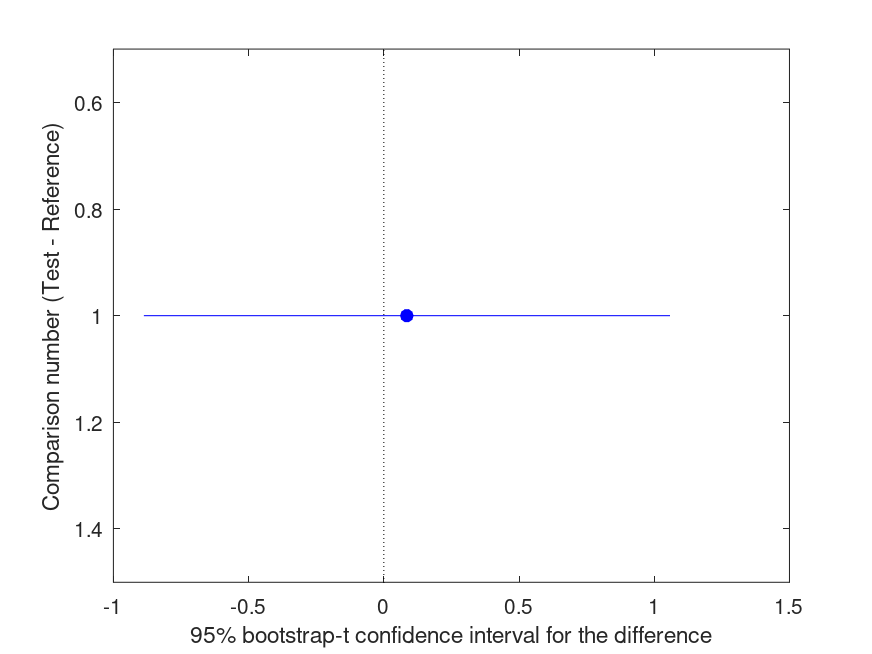 Comparison number (Test - Reference)
0.6
0.8
1
1.2
1.4
-1 -0.5 0 0.5 1 1.5
95% bootstrap-t confidence interval for the difference